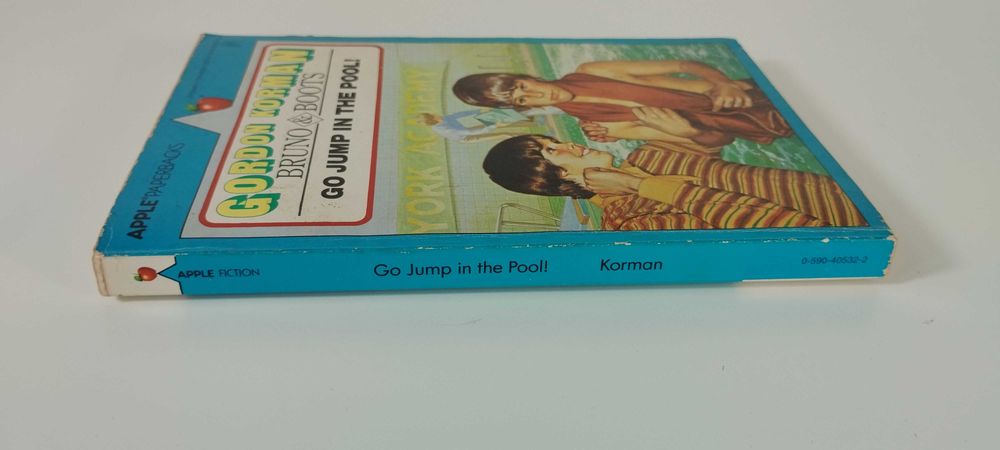 APPLE PAPERBACKS
GORDON KORMAN
BRUNO & BOOTS
GO JUMP IN THE POOL!
YORK ACADEMY
APPLE FICTION
Go Jump in the Pool!
Korman
0-590-40532-2